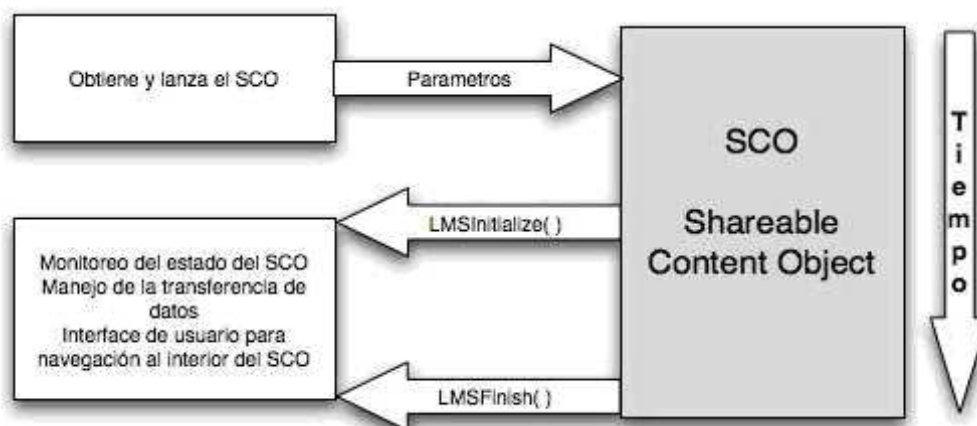 Obtiene y lanza el SCO
Parametros
SCO
Shareable
Content Object
LMSInitialize( )
Monitoreo del estado del SCO
Manejo de la transferencia de
datos
Interface de usuario para
navegación al interior del SCO
LMSFinish( )
Tiempo